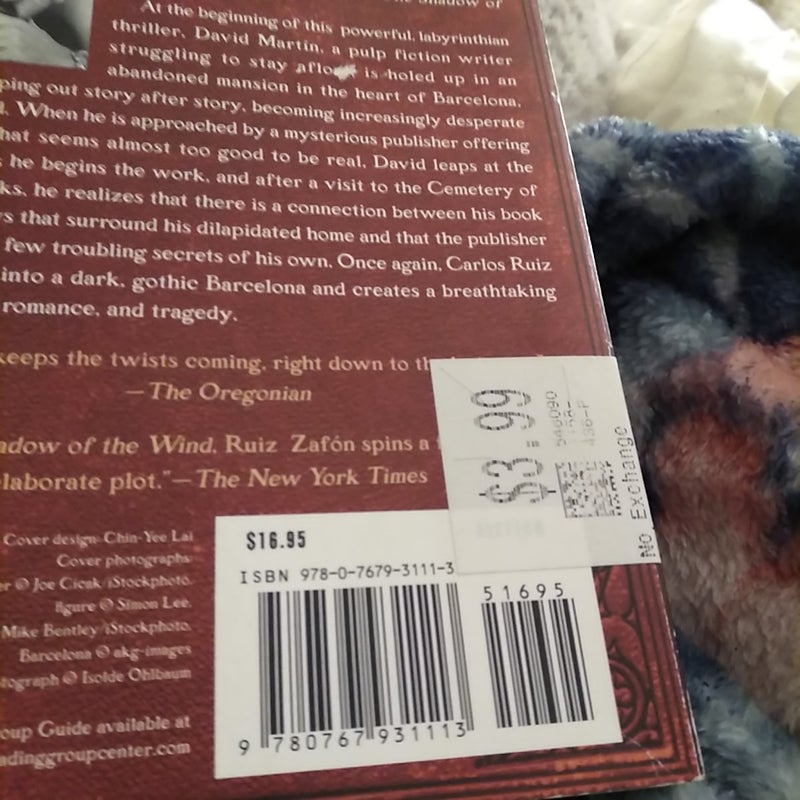 Shadow of
At the beginning of this powerful, labyrinthian
thriller, David Martín, a pulp fiction writer
struggling to stay is holed up in an
abandoned mansion in the heart of Barcelona,
ping out story after story, becoming increasingly desperate
. When he is approached by a mysterious publisher offering
hat seems almost too good to be real, David leaps at the
s he begins the work, and after a visit to the Cemetery of
ks, he realizes that there is a connection between his book
ws that surround his dilapidated home and that the publisher
few troubling secrets of his own. Once again, Carlos Ruiz
into a dark, gothic Barcelona and creates a breathtaking
romance, and tragedy.
keeps the twists coming, right down to th
—The Oregonian
adow of the Wind, Ruiz Zafón spins a
laborate plot."—The New York Times
$3.99
546090
436-P
No Exchange
Cover design: Chin-Yee Lai
Cover photographs:
er © Joe Cicak/iStockphoto,
figure © Simon Lee,
Mike Bentley/iStockphoto,
Barcelona © akg-images
tograph © Isolde Ohlbaum
oup Guide available at
adinggroupcenter.com
$16.95
ISBN 978-0-7679-3111-3
51695
9 780767 931113